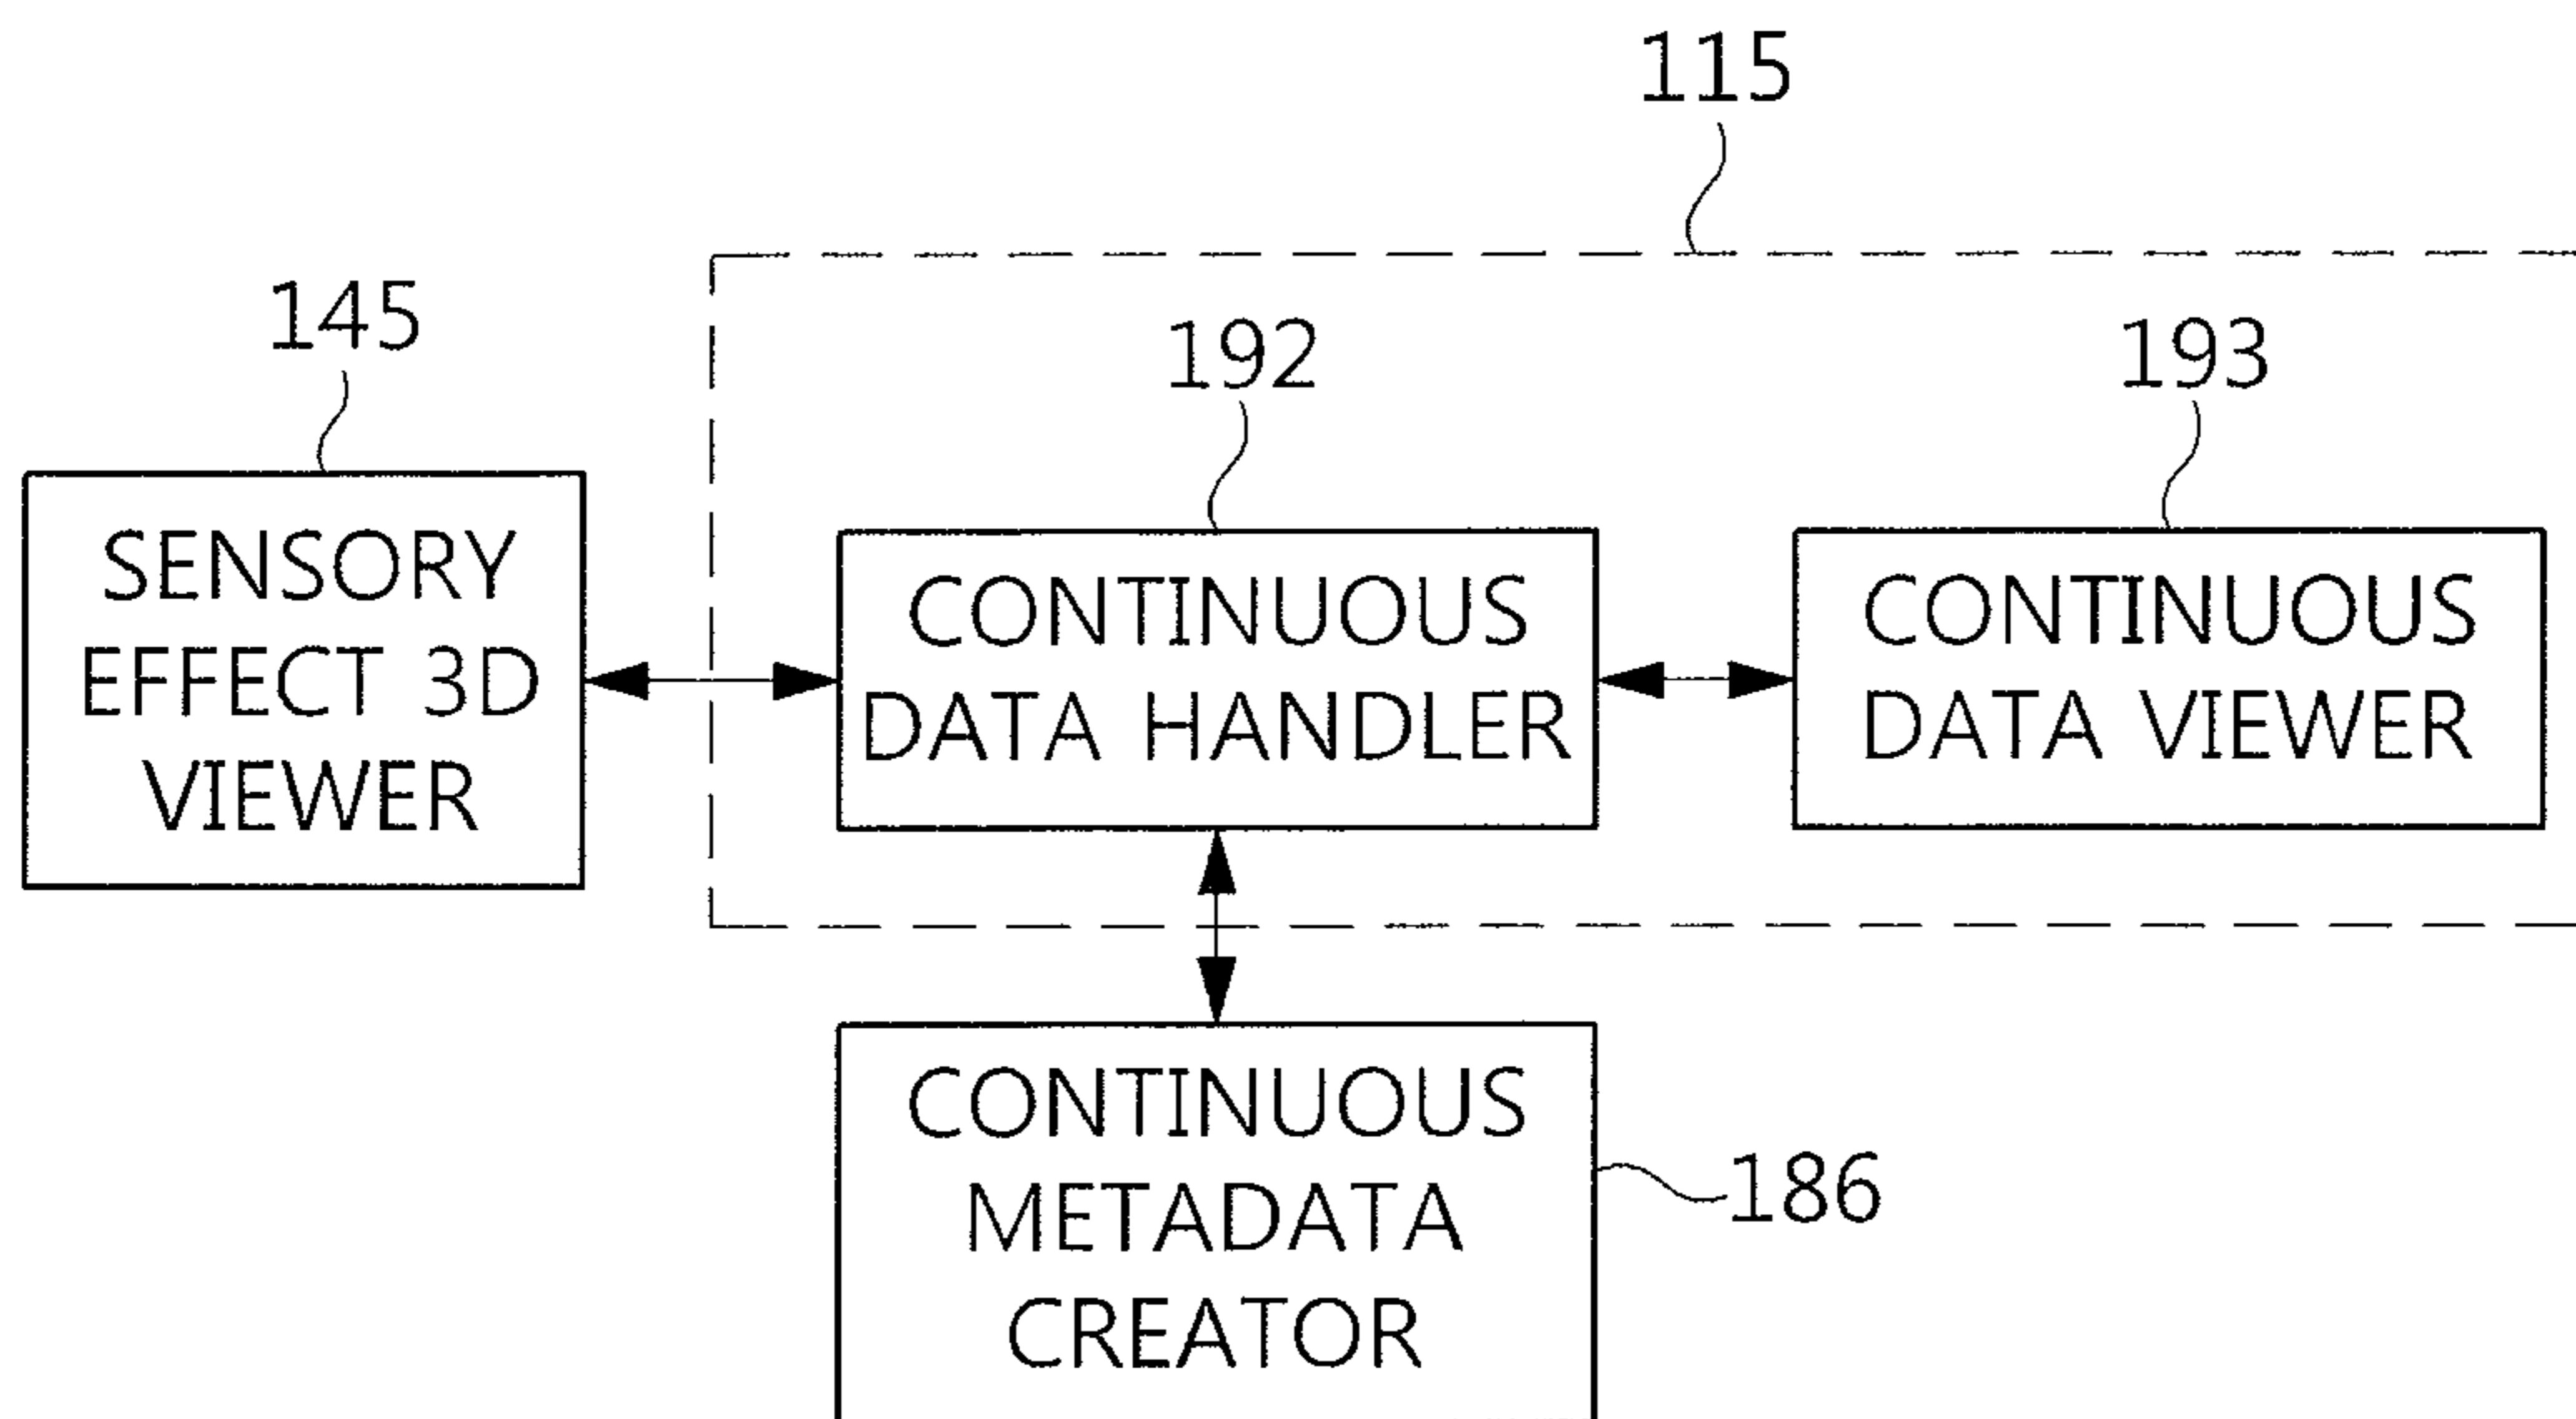 115
145
192
193
SENSORY
EFFECT 3D
VIEWER
CONTINUOUS
DATA HANDLER
CONTINUOUS
DATA VIEWER
CONTINUOUS
METADATA
CREATOR
186